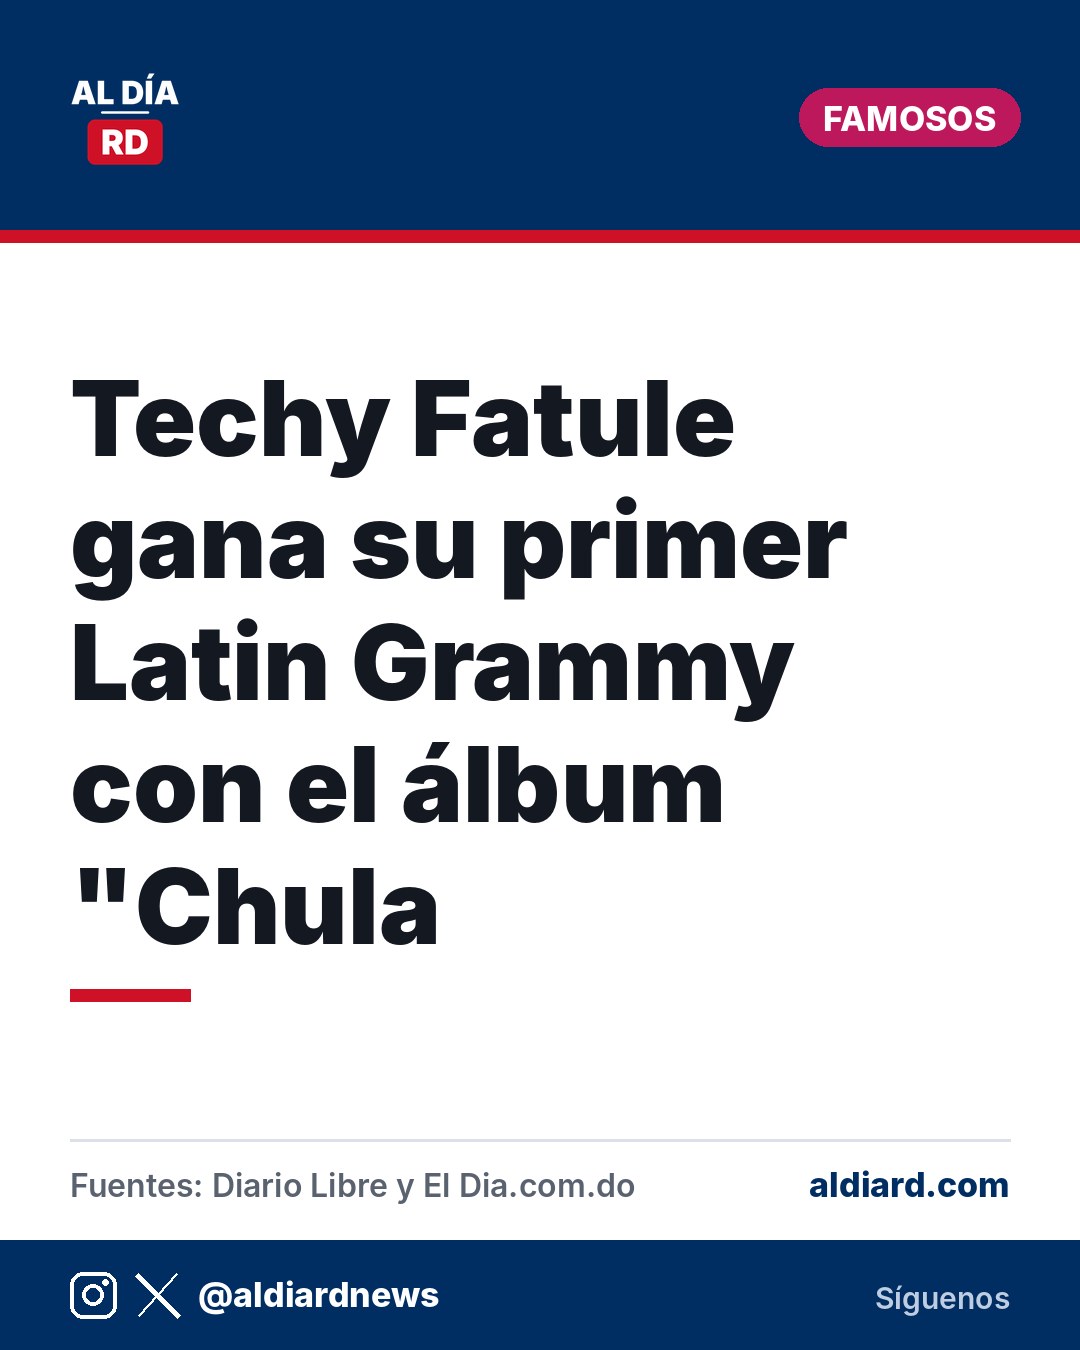 AL DÍA
RD
FAMOSOS
Techy Fatule
gana su primer
Latin Grammy
con el álbum
"Chula
Fuentes: Diario Libre y El Dia.com.do
aldiard.com
@aldiardnews
Síguenos